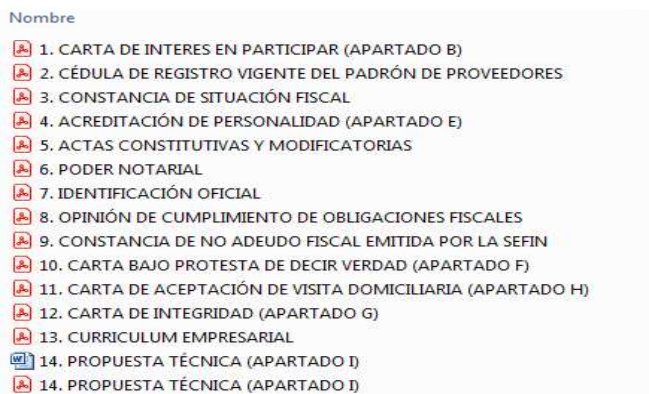 Nombre
1. CARTA DE INTERES EN PARTICIPAR (APARTADO B)
2. CÉDULA DE REGISTRO VIGENTE DEL PADRÓN DE PROVEEDORES
3. CONSTANCIA DE SITUACIÓN FISCAL
4. ACREDITACIÓN DE PERSONALIDAD (APARTADO E)
5. ACTAS CONSTITUTIVAS Y MODIFICATORIAS
6. PODER NOTARIAL
7. IDENTIFICACIÓN OFICIAL
8. OPINIÓN DE CUMPLIMIENTO DE OBLIGACIONES FISCALES
9. CONSTANCIA DE NO ADEUDO FISCAL EMITIDA POR LA SEFIN
10. CARTA BAJO PROTESTA DE DECIR VERDAD (APARTADO F)
11. CARTA DE ACEPTACIÓN DE VISITA DOMICILIARIA (APARTADO H)
12. CARTA DE INTEGRIDAD (APARTADO G)
13. CURRICULUM EMPRESARIAL
14. PROPUESTA TÉCNICA (APARTADO I)
14. PROPUESTA TÉCNICA (APARTADO I)